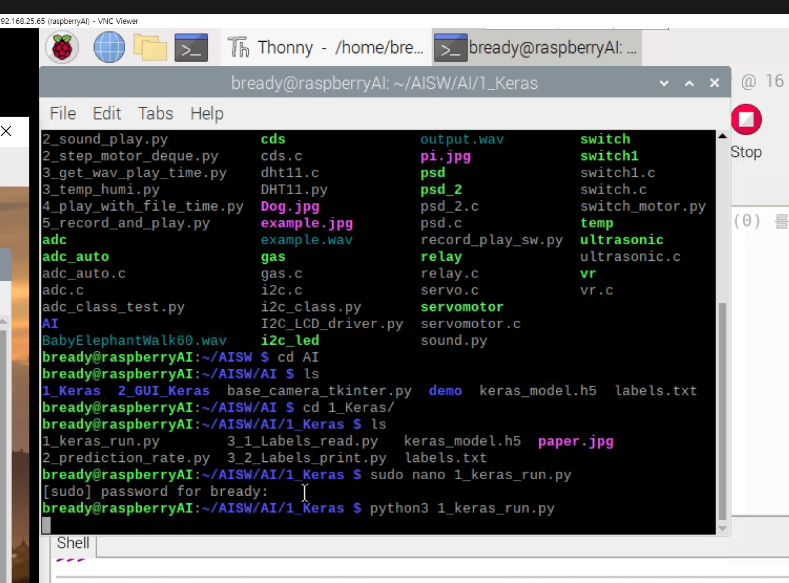 92.168.25.65 (raspberryAI) - VNC Viewer
Th Thonny - /home/bre... >_ bready@raspberryAI: ...
bready@raspberryAI: ~/AISW/AI/1_Keras
@ 16
File Edit Tabs Help
Stop
2_sound_play.py cds output.wav switch
2_step_motor_deque.py cds.c pi.jpg switch1
3_get_wav_play_time.py dht11.c psd switch1.c
3_temp_humi.py DHT11.py psd_2 switch.c
4_play_with_file_time.py Dog.jpg psd_2.c switch_motor.py
5_record_and_play.py example.jpg psd.c temp
(0) 를
adc example.wav record_play_sw.py ultrasonic
adc_auto gas relay ultrasonic.c
adc_auto.c gas.c relay.c vr
adc.c i2c.c servo.c vr.c
adc_class_test.py i2c_class.py servomotor
AI I2C_LCD_driver.py servomotor.c
BabyElephantWalk60.wav i2c_led sound.py
bready@raspberryAI:~/AISW $ cd AI
bready@raspberryAI:~/AISW/AI $ ls
1_Keras 2_GUI_Keras base_camera_tkinter.py demo keras_model.h5 labels.txt
bready@raspberryAI:~/AISW/AI $ cd 1_Keras/
bready@raspberryAI:~/AISW/AI/1_Keras $ ls
1_keras_run.py 3_1_Labels_read.py keras_model.h5 paper.jpg
2_prediction_rate.py 3_2_Labels_print.py labels.txt
bready@raspberryAI:~/AISW/AI/1_Keras $ sudo nano 1_keras_run.py
[sudo] password for bready:
bready@raspberryAI:~/AISW/AI/1_Keras $ python3 1_keras_run.py
Shell